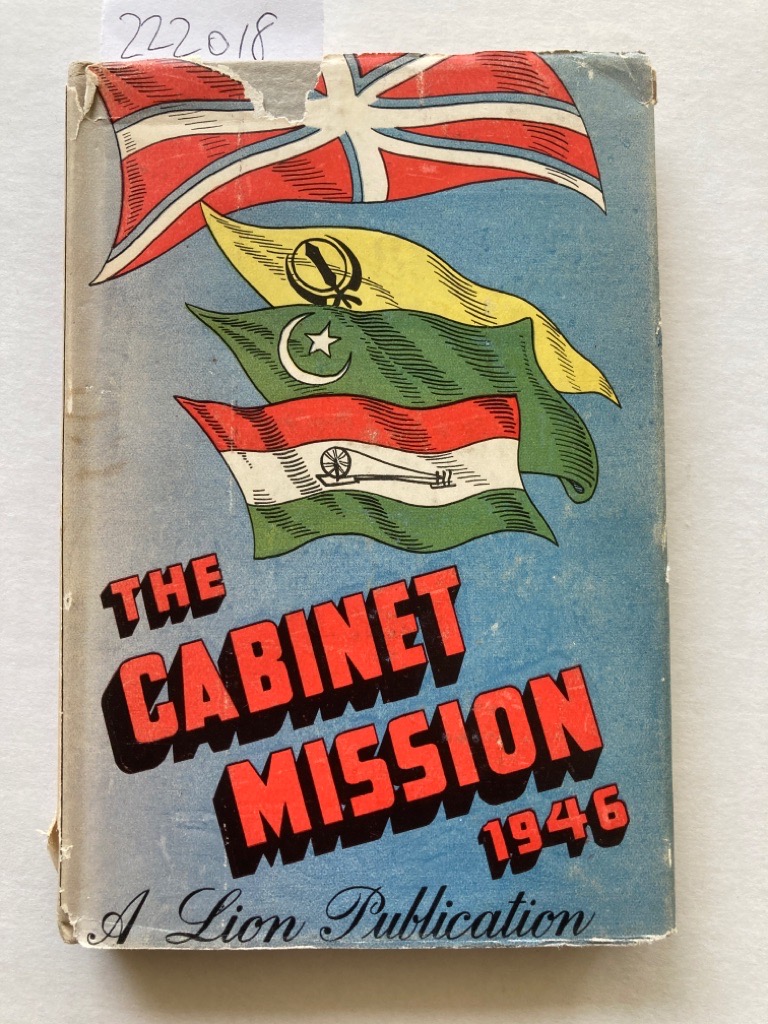 222018
THE
CABINET
MISSION
1946
A Lion Publication